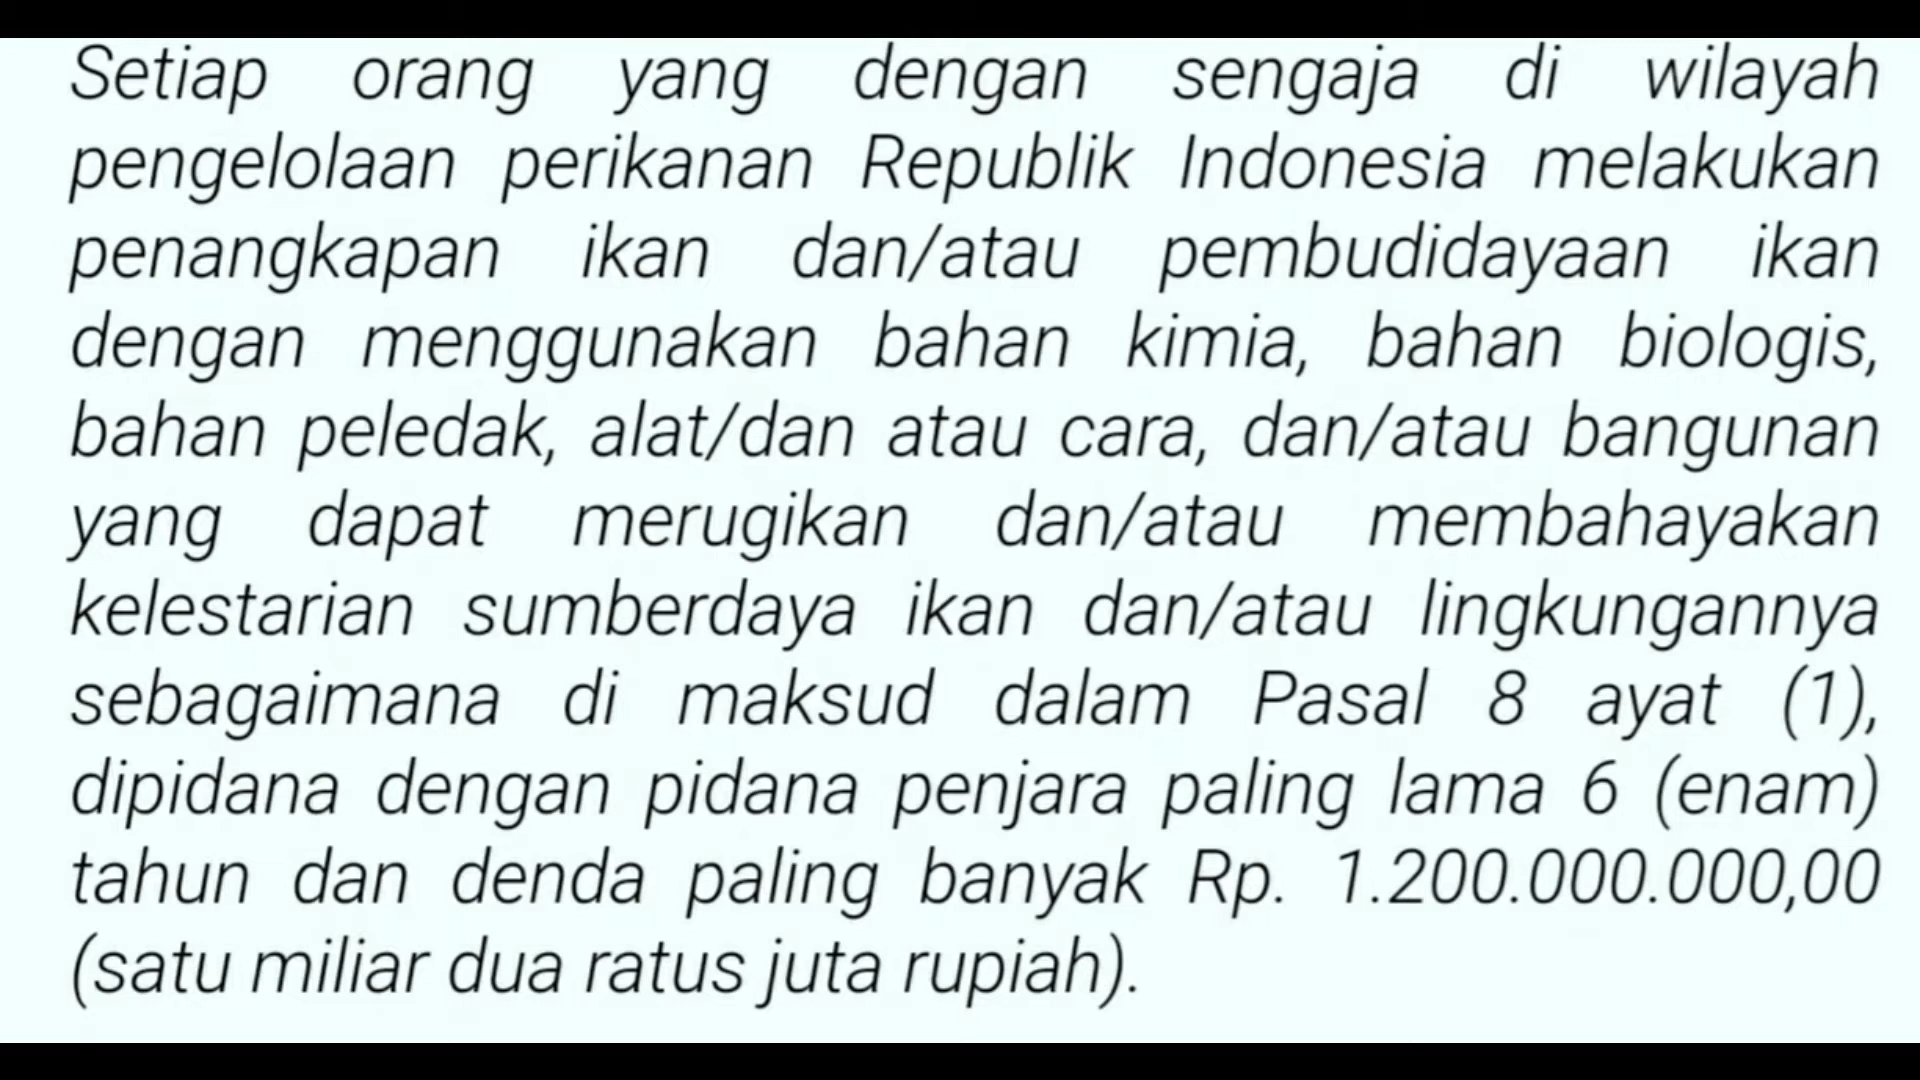 Setiap orang yang dengan sengaja di wilayah
pengelolaan perikanan Republik Indonesia melakukan
penangkapan ikan dan/atau pembudidayaan ikan
dengan menggunakan bahan kimia, bahan biologis,
bahan peledak, alat/dan atau cara, dan/atau bangunan
yang dapat merugikan dan/atau membahayakan
kelestarian sumberdaya ikan dan/atau lingkungannya
sebagaimana di maksud dalam Pasal 8 ayat (1),
dipidana dengan pidana penjara paling lama 6 (enam)
tahun dan denda paling banyak Rp. 1.200.000.000,00
(satu miliar dua ratus juta rupiah).